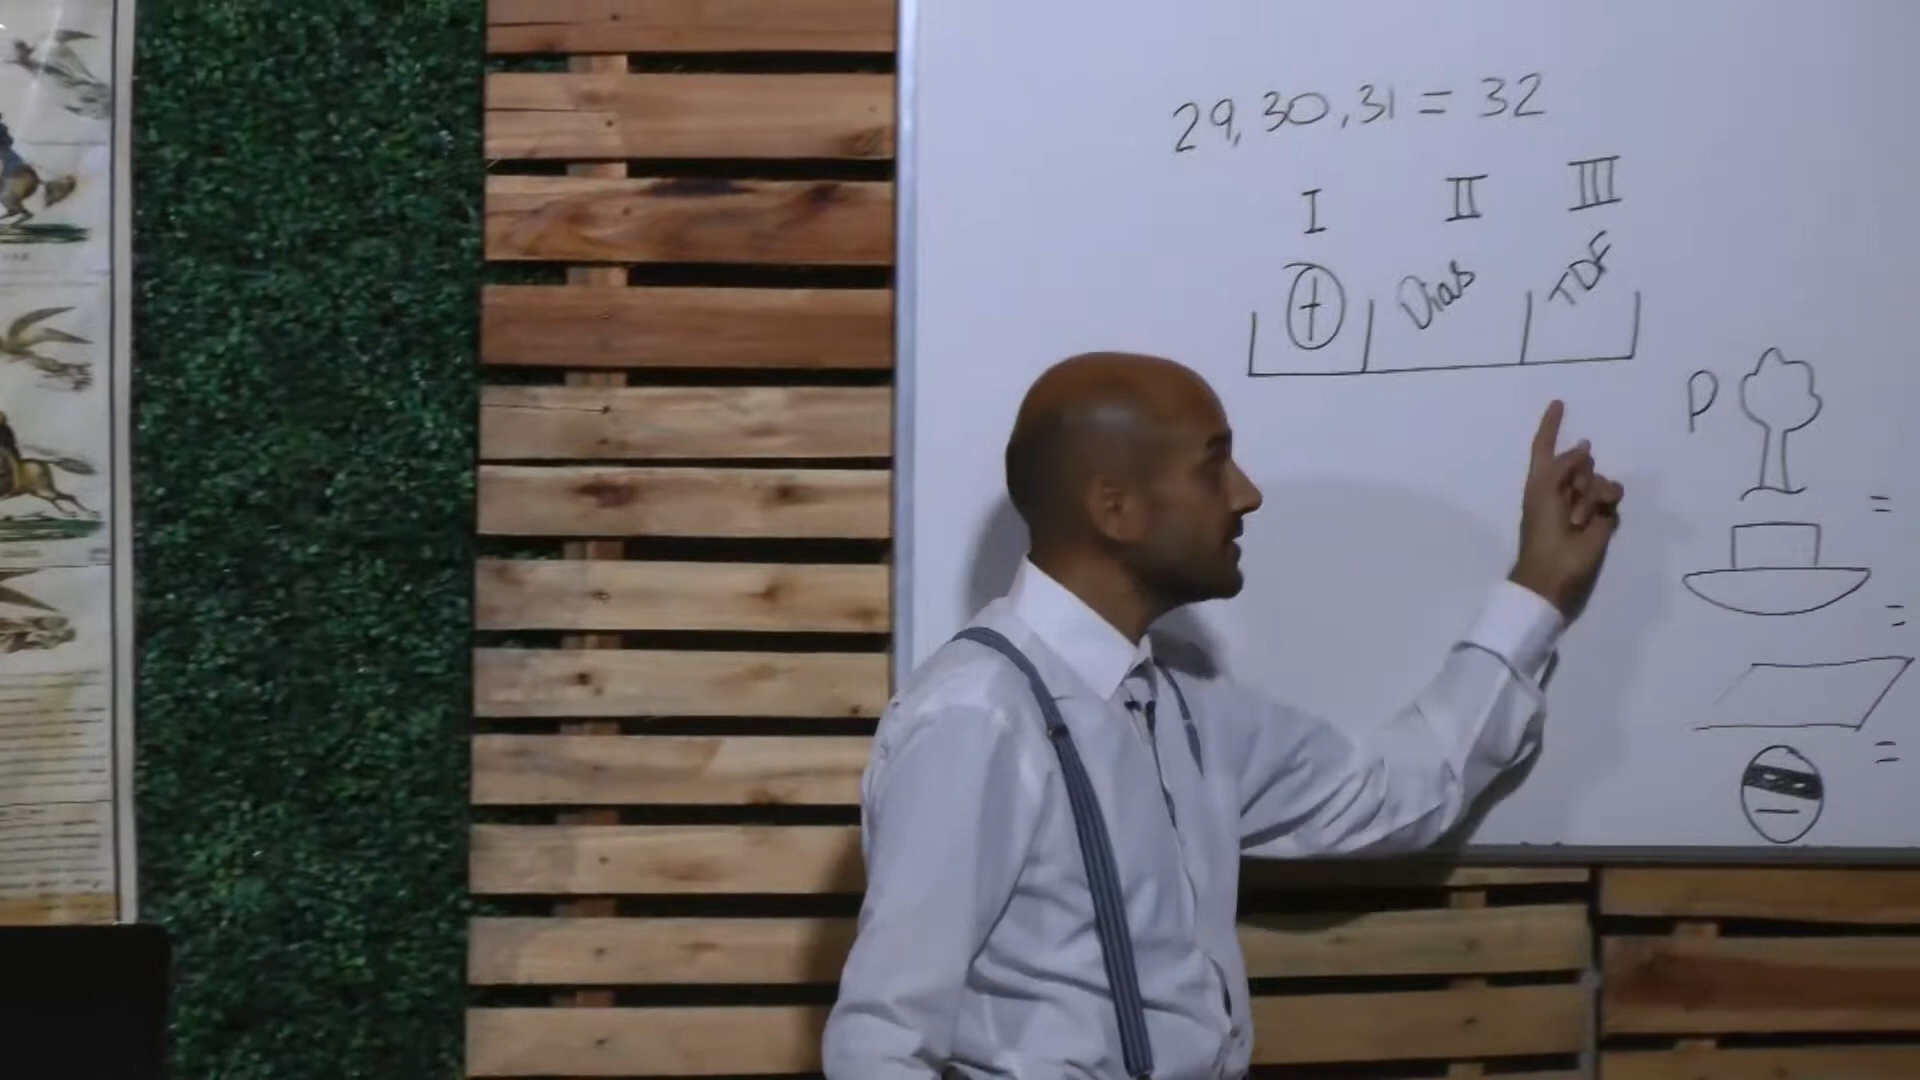 29, 30, 31 = 32
I II III
+ Dias TDF
P
=
=
=